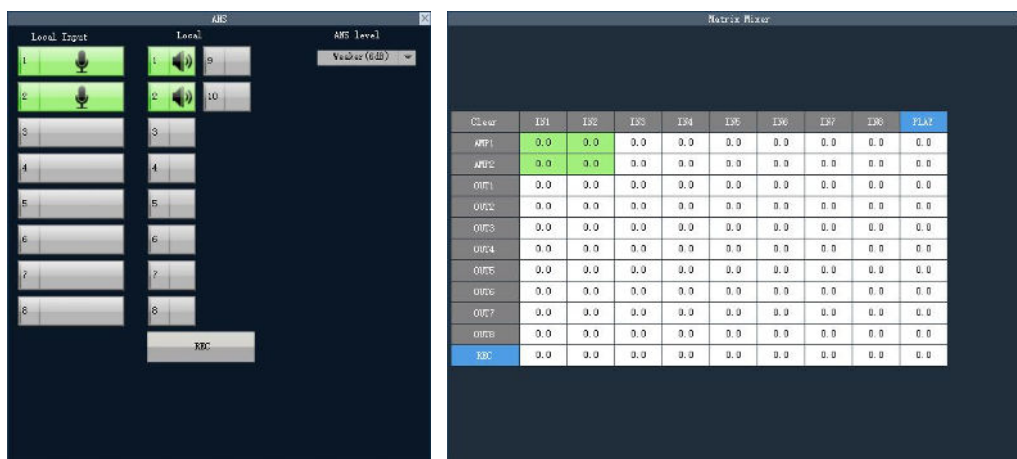 ANS
Local Input Local ANS level
1 1 9 Weaker(6dB)
2 2 10
3 3
4 4
5 5
6 6
7 7
8 8
REC
Matrix Mixer
Clear IN1 IN2 IN3 IN4 IN5 IN6 IN7 IN8 PLAY
AMP1 0.0 0.0 0.0 0.0 0.0 0.0 0.0 0.0 0.0
AMP2 0.0 0.0 0.0 0.0 0.0 0.0 0.0 0.0 0.0
OUT1 0.0 0.0 0.0 0.0 0.0 0.0 0.0 0.0 0.0
OUT2 0.0 0.0 0.0 0.0 0.0 0.0 0.0 0.0 0.0
OUT3 0.0 0.0 0.0 0.0 0.0 0.0 0.0 0.0 0.0
OUT4 0.0 0.0 0.0 0.0 0.0 0.0 0.0 0.0 0.0
OUT5 0.0 0.0 0.0 0.0 0.0 0.0 0.0 0.0 0.0
OUT6 0.0 0.0 0.0 0.0 0.0 0.0 0.0 0.0 0.0
OUT7 0.0 0.0 0.0 0.0 0.0 0.0 0.0 0.0 0.0
OUT8 0.0 0.0 0.0 0.0 0.0 0.0 0.0 0.0 0.0
REC 0.0 0.0 0.0 0.0 0.0 0.0 0.0 0.0 0.0